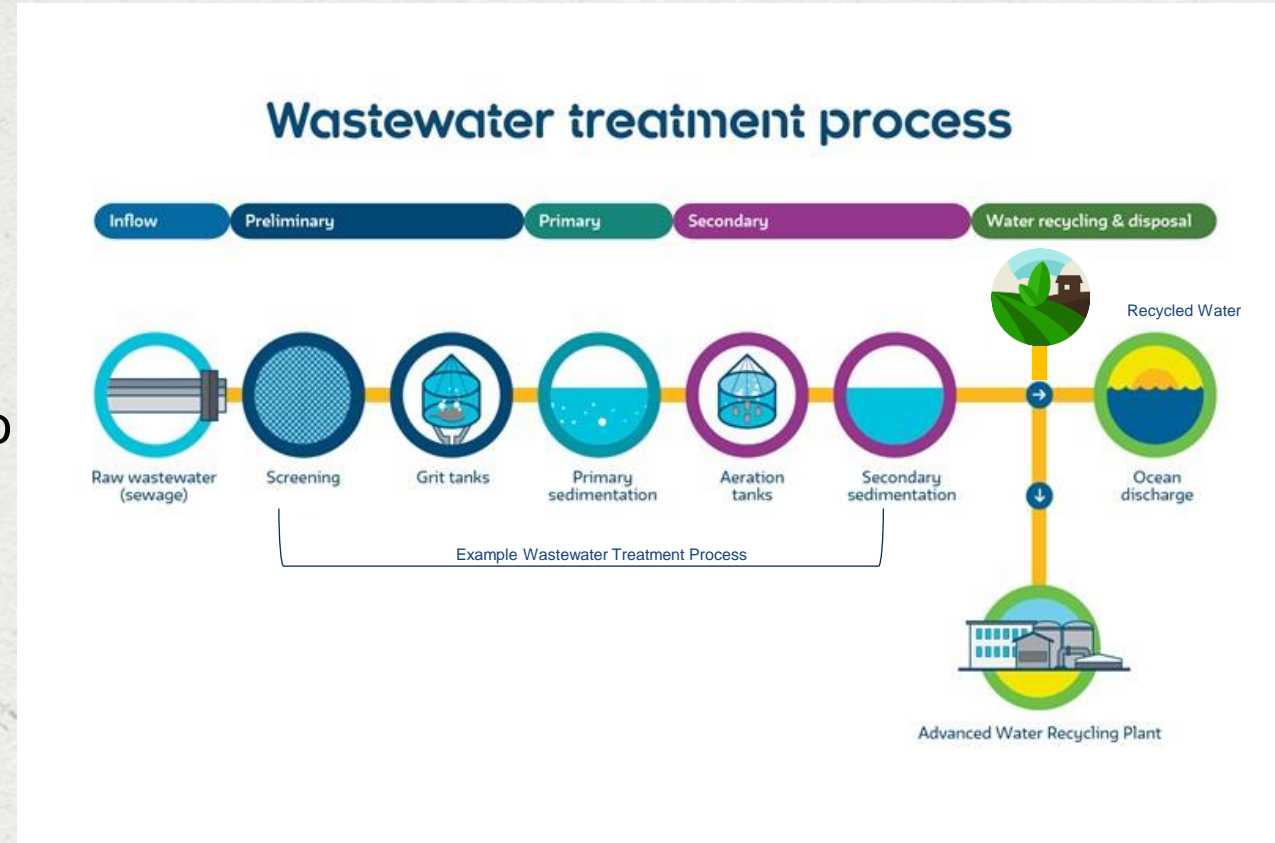 Wastewater treatment process
Inflow
Preliminary
Primary
Secondary
Water recycling & disposal
Recycled Water
o
Raw wastewater
(sewage)
Screening
Grit tanks
Primary
sedimentation
Aeration
tanks
Secondary
sedimentation
Ocean
discharge
Example Wastewater Treatment Process
Advanced Water Recycling Plant